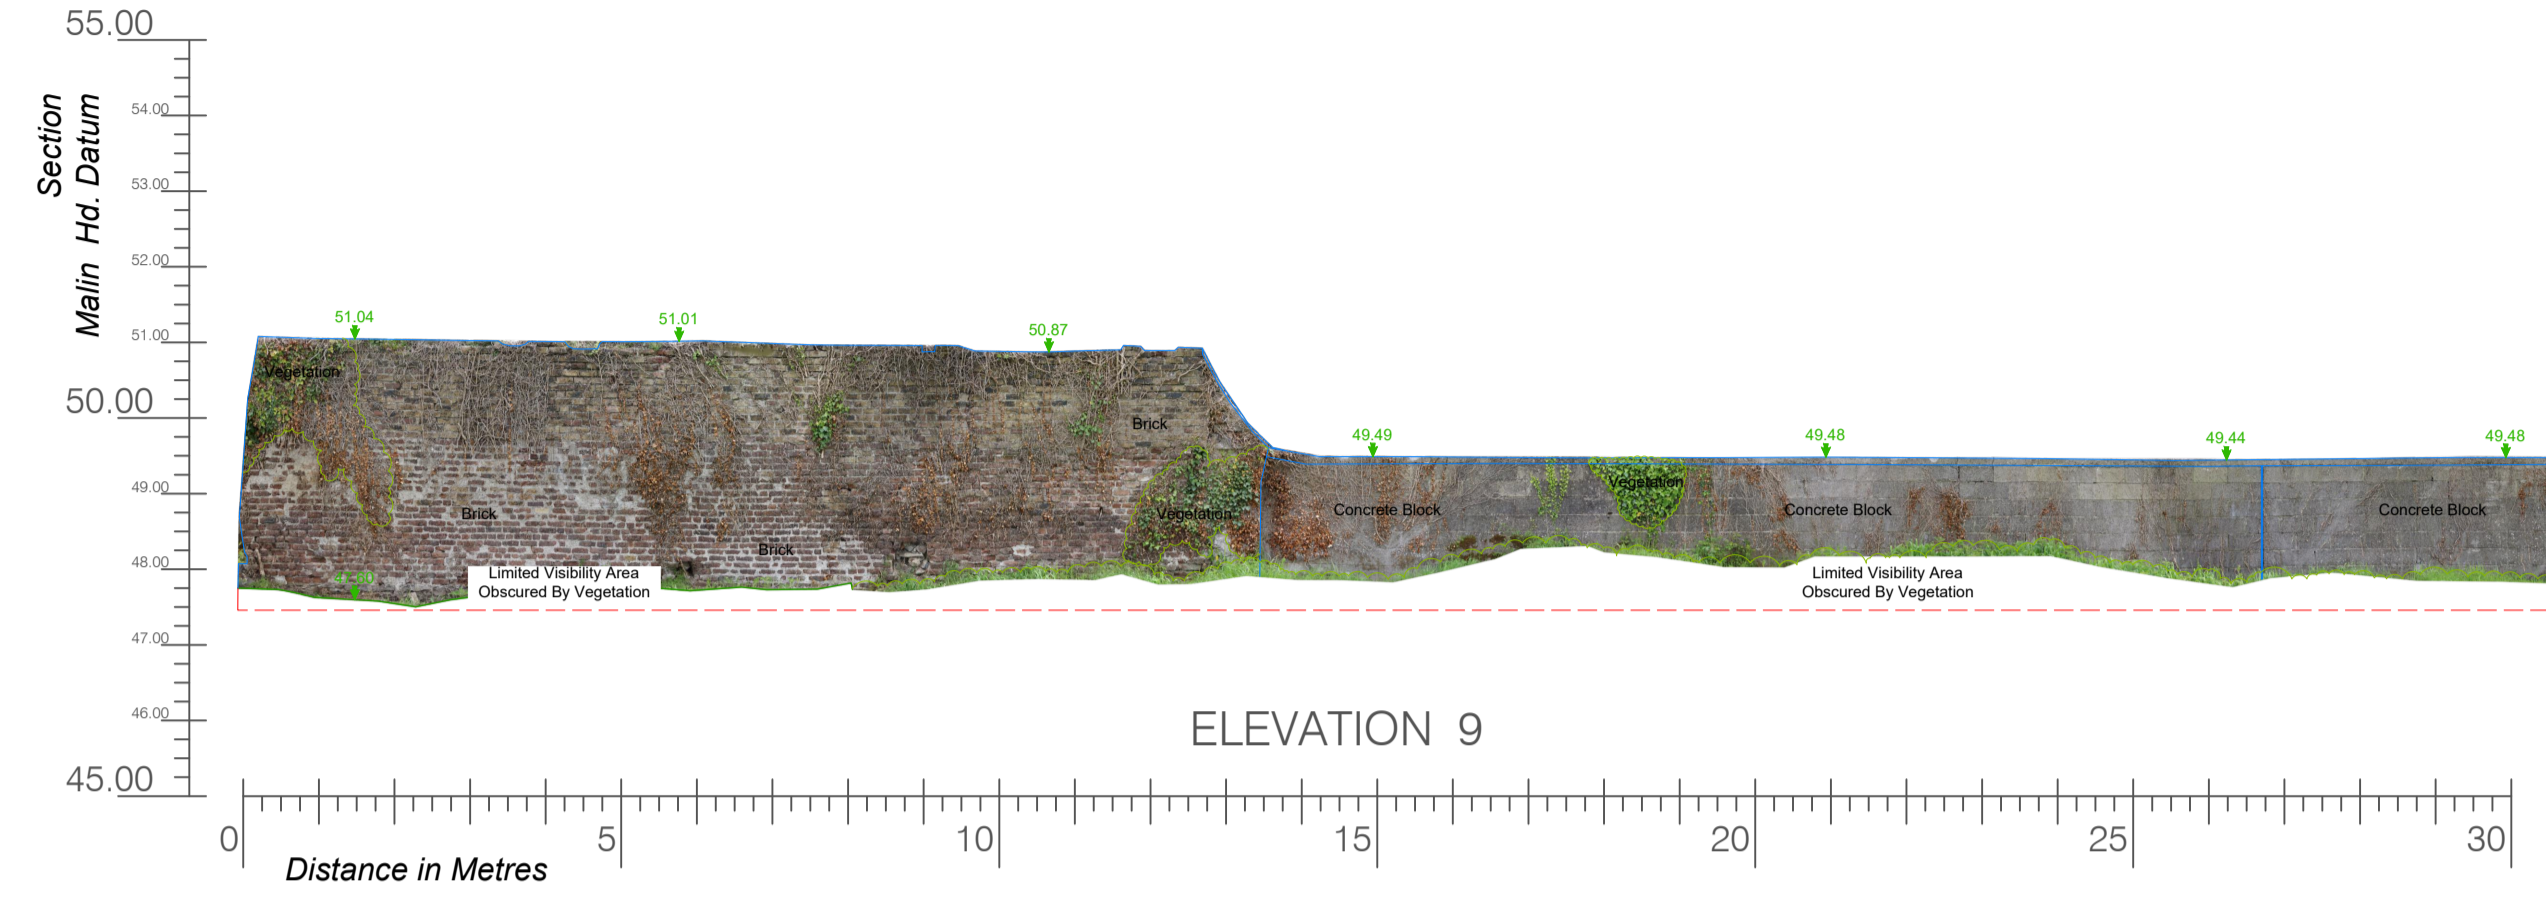 55.00
54.00
53.00
52.00
51.00
50.00
49.00
48.00
47.00
46.00
45.00
Section
Malin Hd. Datum
51.04
51.01
50.87
49.49
49.48
49.44
49.48
Vegetation
Brick
Vegetation
Brick
Vegetation
Brick
Concrete Block
Concrete Block
Concrete Block
47.60
Limited Visibility Area
Obscured By Vegetation
Limited Visibility Area
Obscured By Vegetation
ELEVATION 9
0
5
10
15
20
25
30
Distance in Metres